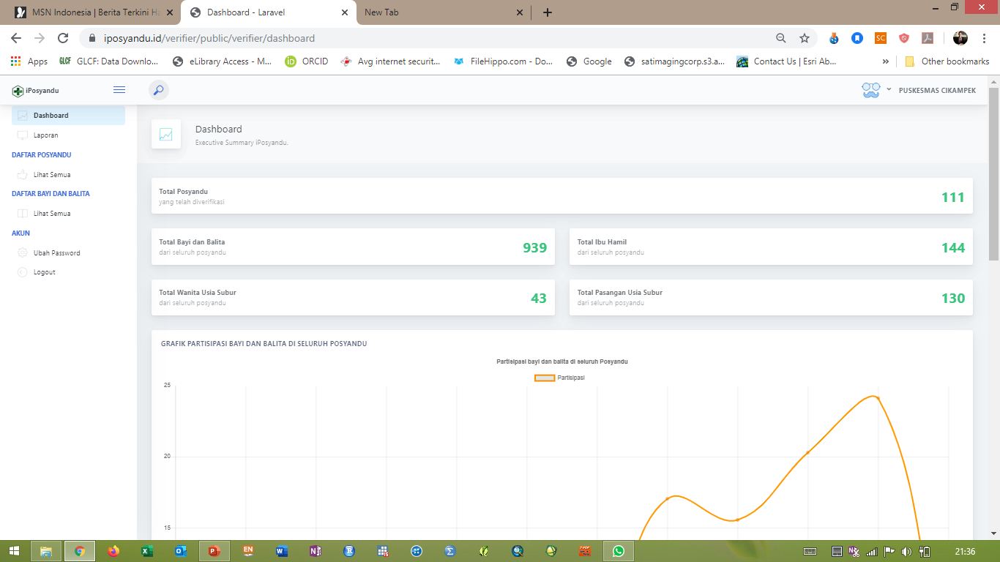 MSN Indonesia | Berita Terkini Ha
Dashboard - Laravel
New Tab
iposyandu.id/verifier/public/verifier/dashboard
SC
Apps
GLCF GLCF: Data Downlo...
eLibrary Access - M...
iD ORCID
Avg internet securit...
FileHippo.com - Do...
Google
satimagingcorp.s3.a...
Contact Us | Esri Ab...
»
Other bookmarks
iPosyandu
PUSKESMAS CIKAMPEK
Dashboard
Laporan
DAFTAR POSYANDU
Lihat Semua
DAFTAR BAYI DAN BALITA
Lihat Semua
AKUN
Ubah Password
Logout
Dashboard
Executive Summary iPosyandu.
Total Posyandu
yang telah diverifikasi
111
Total Bayi dan Balita
dari seluruh posyandu
939
Total Ibu Hamil
dari seluruh posyandu
144
Total Wanita Usia Subur
dari seluruh posyandu
43
Total Pasangan Usia Subur
dari seluruh posyandu
130
GRAFIK PARTISIPASI BAYI DAN BALITA DI SELURUH POSYANDU
Partisipasi bayi dan balita di seluruh Posyandu
Partisipasi
25
20
15
EN
21:36